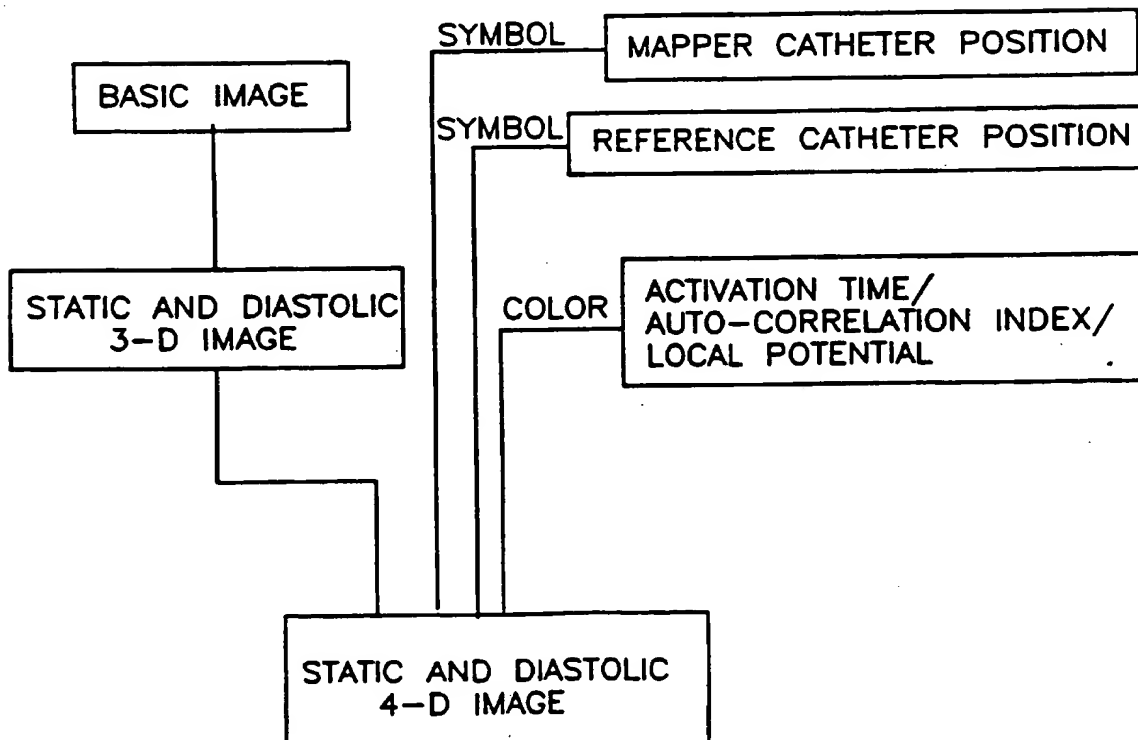 SYMBOL
MAPPER CATHETER POSITION
BASIC IMAGE
SYMBOL
REFERENCE CATHETER POSITION
STATIC AND DIASTOLIC
3-D IMAGE
COLOR
ACTIVATION TIME/
AUTO-CORRELATION INDEX/
LOCAL POTENTIAL
STATIC AND DIASTOLIC
4-D IMAGE